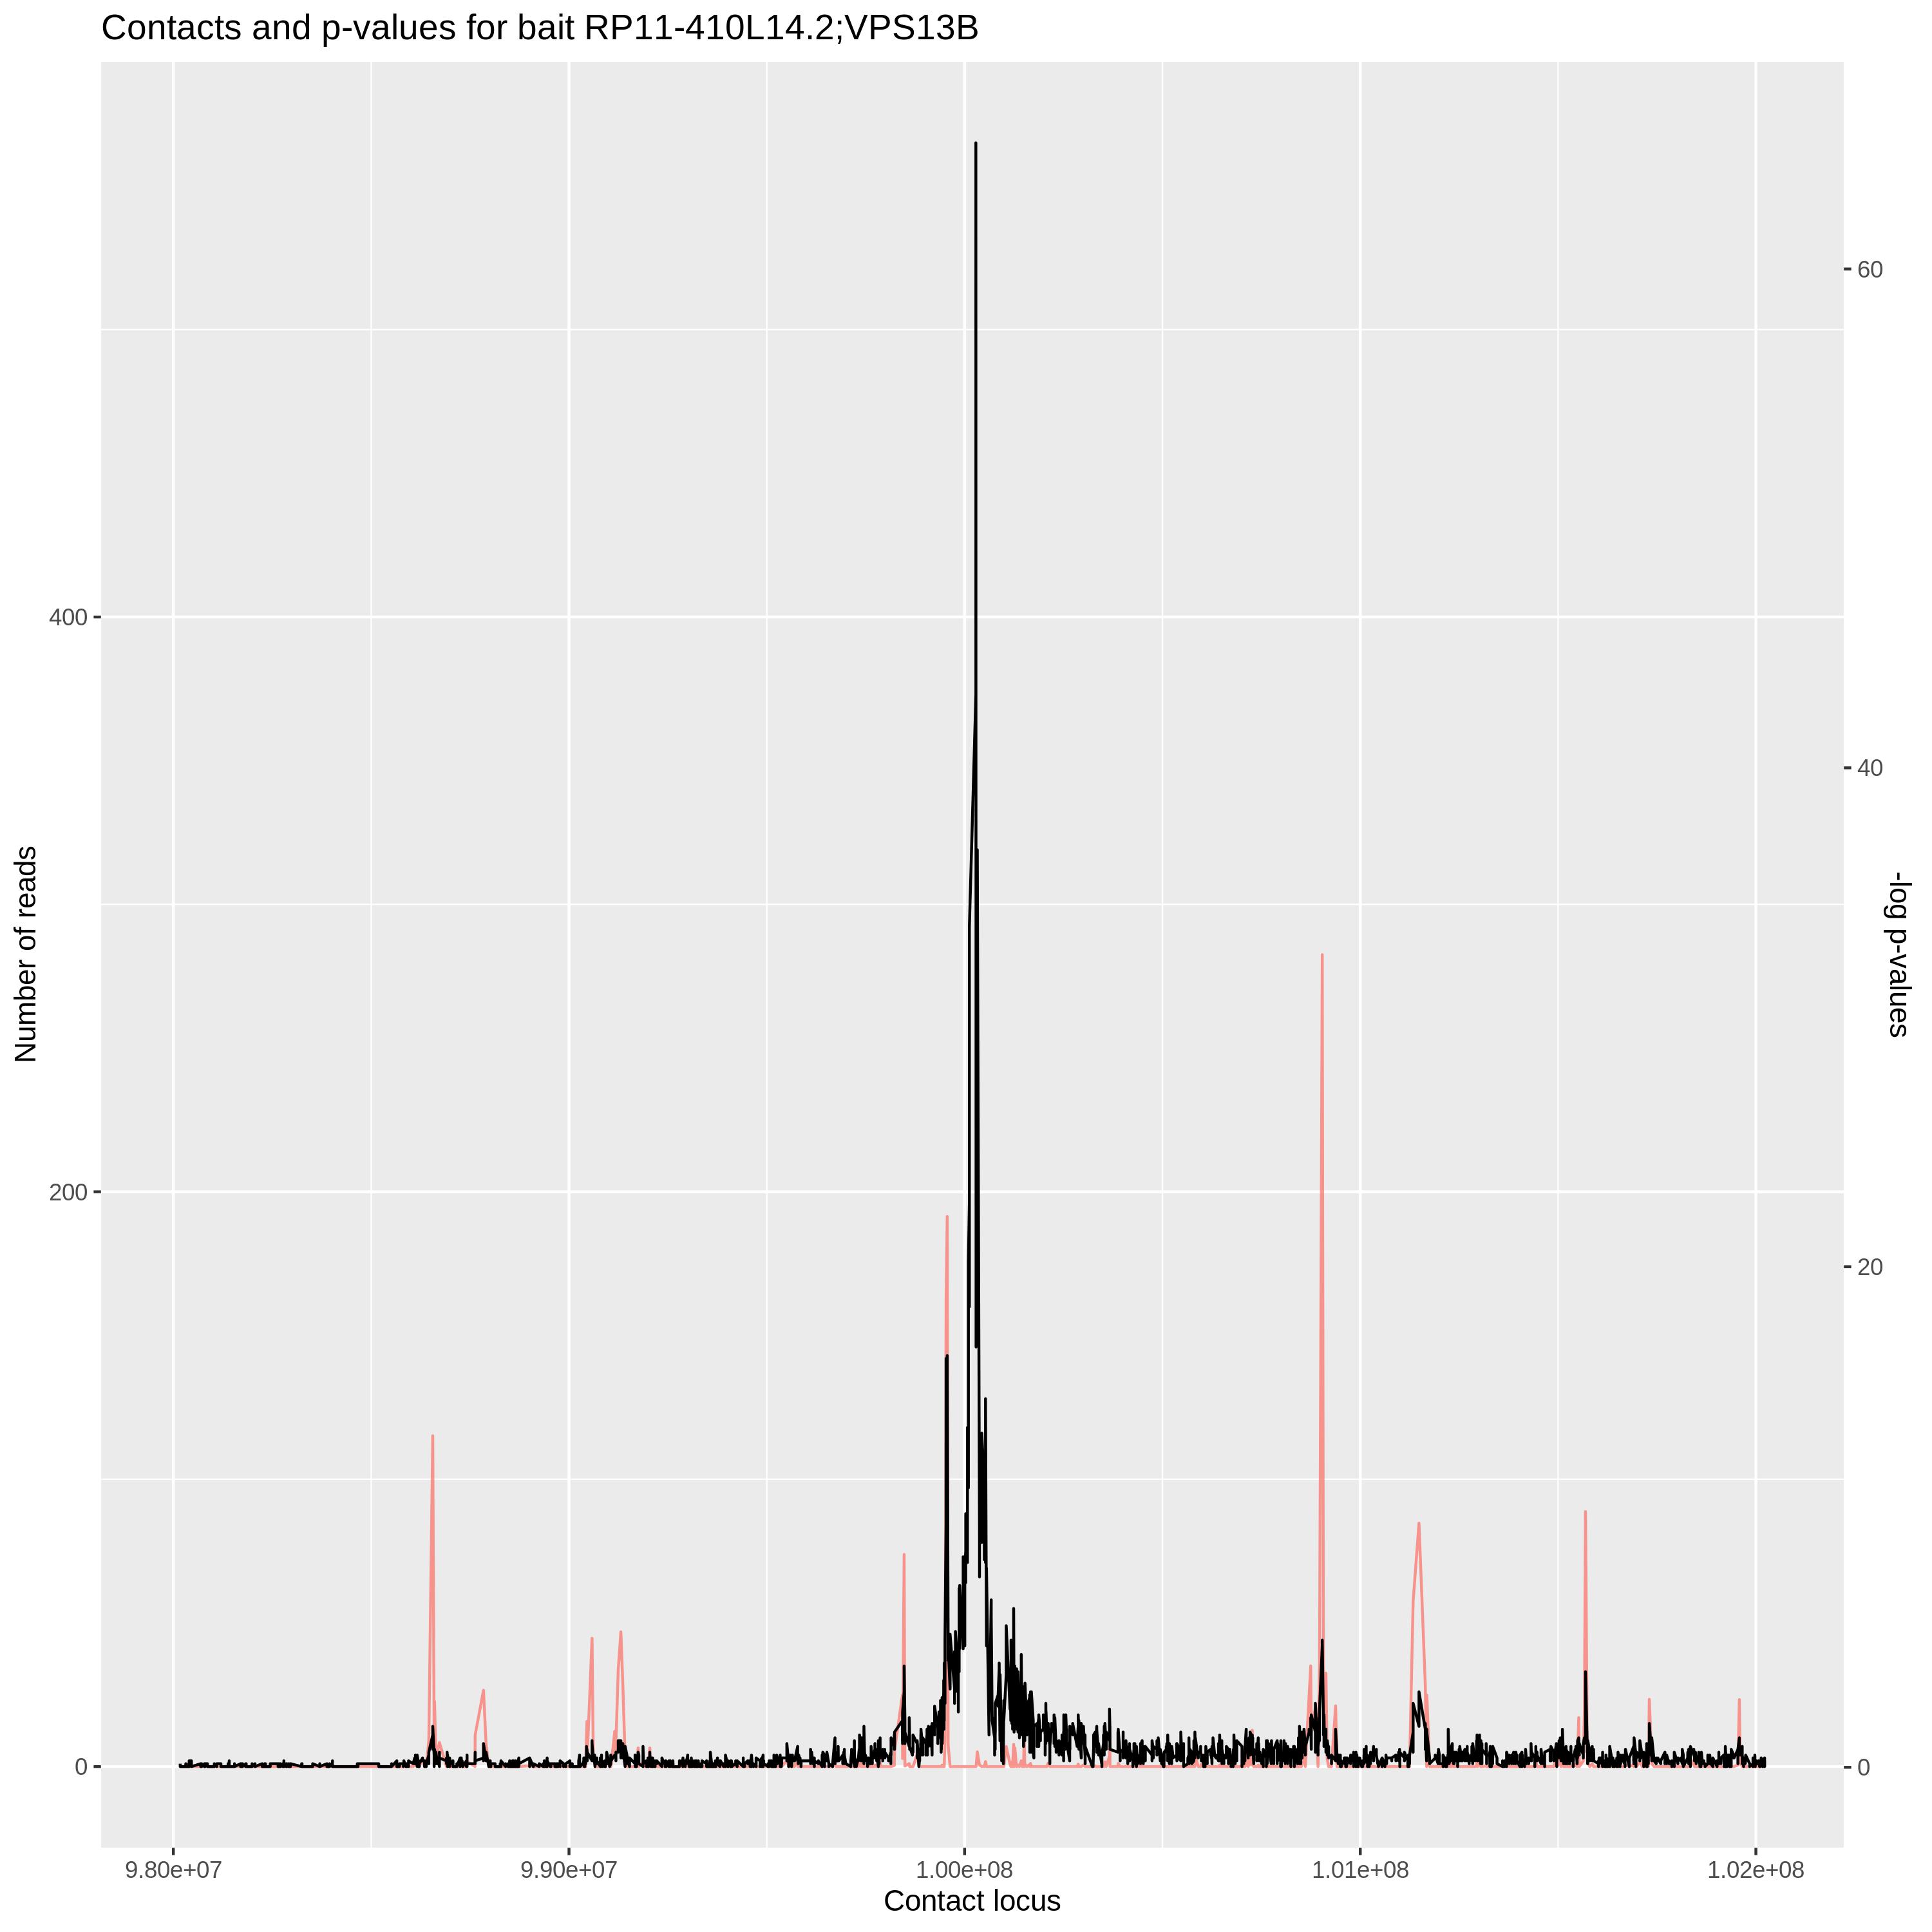 Contacts and p-values for bait RP11-410L14.2;VPS13B
60
400
40
Number of reads
-log p-values
200
20
0
0
9.80e+07
9.90e+07
1.00e+08
1.01e+08
1.02e+08
Contact locus